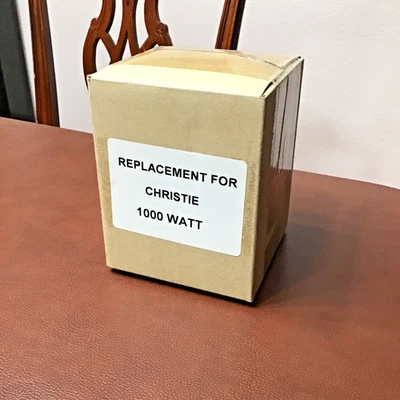 REPLACEMENT FOR
CHRISTIE
1000 WATT